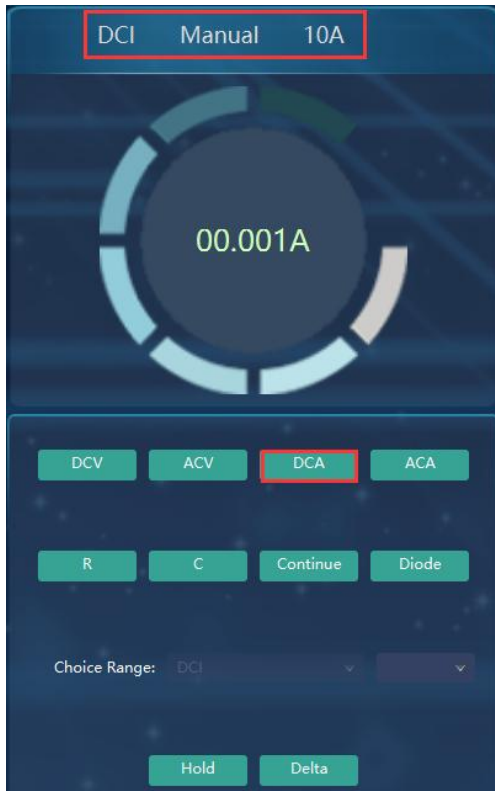 DCI Manual 10A
00.001A
DCV ACV DCA ACA
R C Continue Diode
Choice Range: DCI
Hold Delta